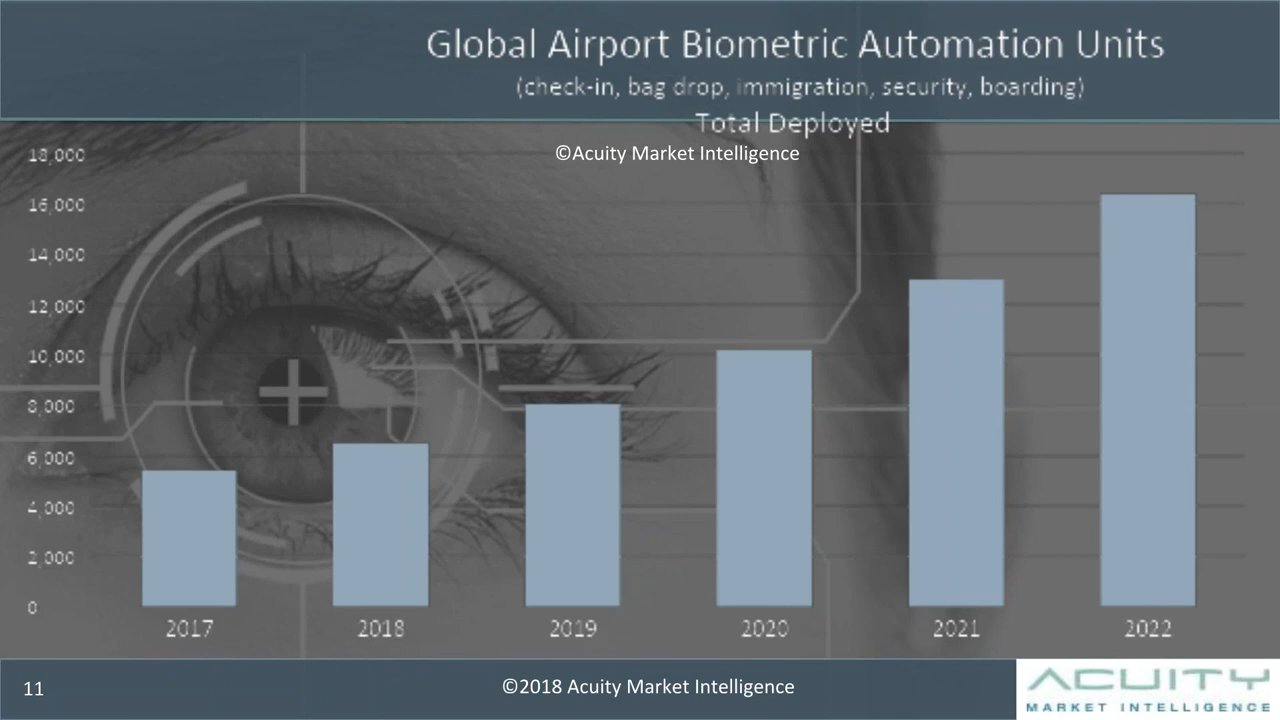 Global Airport Biometric Automation Units
(check-in, bag drop, immigration, security, boarding)
Total Deployed
©Acuity Market Intelligence
18,000
16,000
14,000
12,000
10,000
8,000
6,000
4,000
2,000
0
2017 2018 2019 2020 2021 2022
11
©2018 Acuity Market Intelligence
ACUITY
MARKET INTELLIGENCE